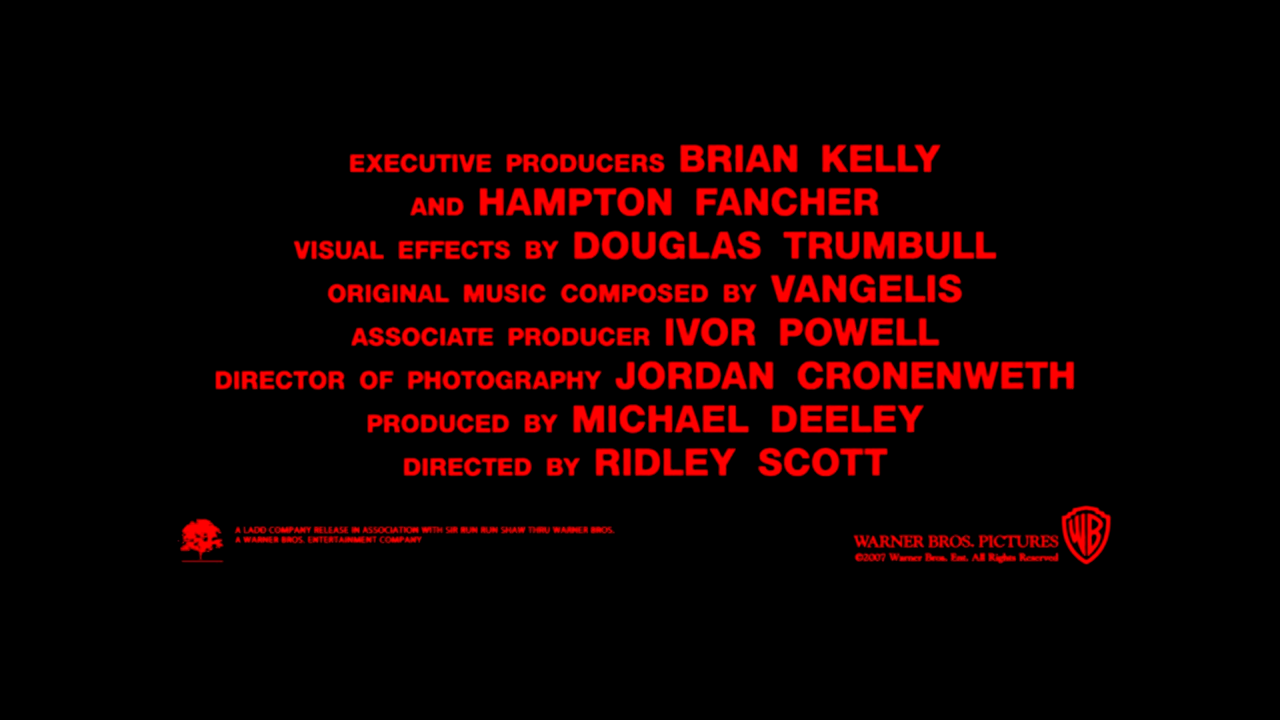 EXECUTIVE PRODUCERS BRIAN KELLY
AND HAMPTON FANCHER
VISUAL EFFECTS BY DOUGLAS TRUMBULL
ORIGINAL MUSIC COMPOSED BY VANGELIS
ASSOCIATE PRODUCER IVOR POWELL
DIRECTOR OF PHOTOGRAPHY JORDAN CRONENWETH
PRODUCED BY MICHAEL DEELEY
DIRECTED BY RIDLEY SCOTT
A LADD COMPANY RELEASE IN ASSOCIATION WITH SIR RUN RUN SHAW THRU WARNER BROS.
A WARNER BROS. ENTERTAINMENT COMPANY
WARNER BROS. PICTURES
©2007 Warner Bros. Ent. All Rights Reserved
WB